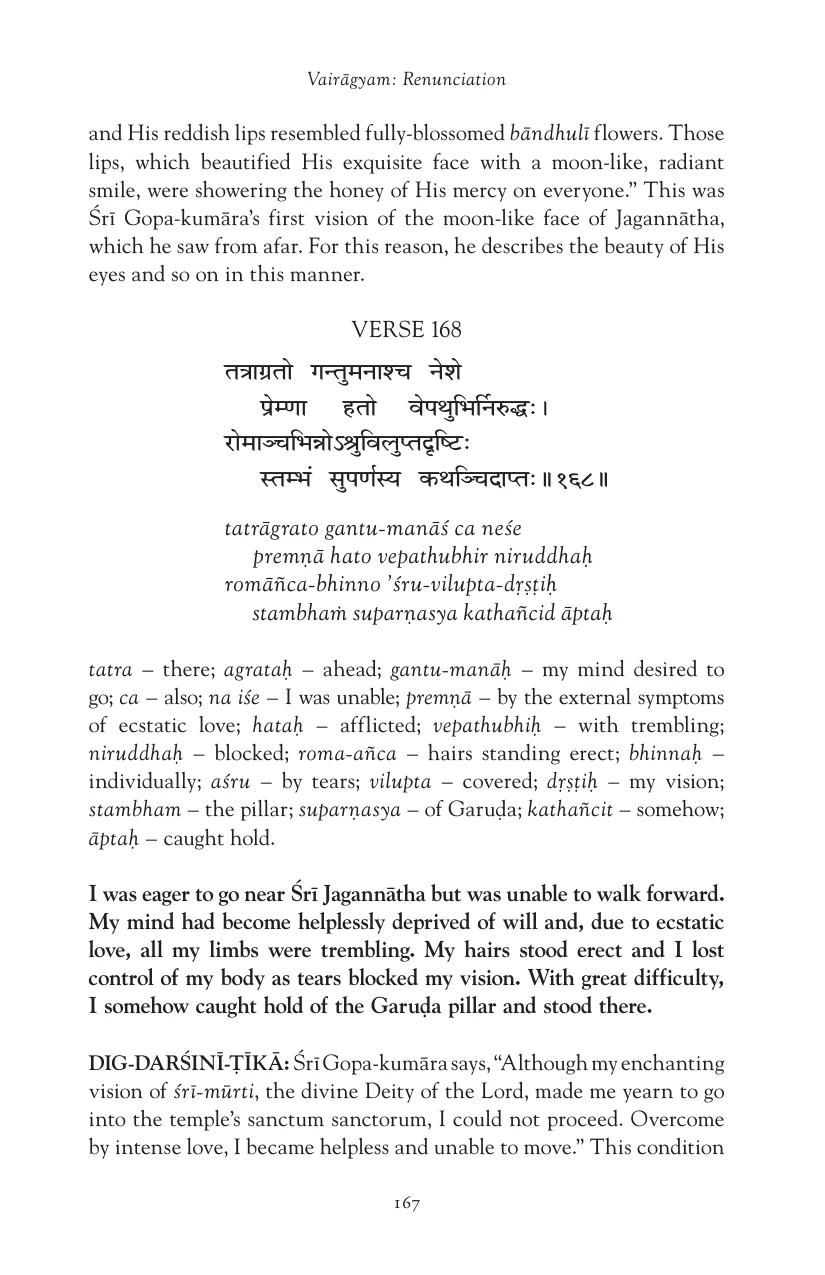 Vairāgyam: Renunciation
and His reddish lips resembled fully-blossomed bāndhulī flowers. Those
lips, which beautified His exquisite face with a moon-like, radiant
smile, were showering the honey of His mercy on everyone.” This was
Śrī Gopa-kumāra’s first vision of the moon-like face of Jagannātha,
which he saw from afar. For this reason, he describes the beauty of His
eyes and so on in this manner.
VERSE 168
तत्राग्रतो गन्तुमनाश्च नेशे
प्रेम्णा हतो वेपथुभिर्निरुद्धः।
रोमाञ्चभिन्नोऽश्रुविलुप्तदृष्टिः
स्तम्भं सुपर्णस्य कथञ्चिदाप्तः॥१६८॥
tatrāgrato gantu-manāś ca neśe
premṇā hato vepathubhir niruddhaḥ
romāñca-bhinno ’śru-vilupta-dṛṣṭiḥ
stambhaṁ suparṇasya kathañcid āptaḥ
tatra – there; agrataḥ – ahead; gantu-manāḥ – my mind desired to
go; ca – also; na iśe – I was unable; premṇā – by the external symptoms
of ecstatic love; hataḥ – afflicted; vepathubhiḥ – with trembling;
niruddhaḥ – blocked; roma-añca – hairs standing erect; bhinnaḥ –
individually; aśru – by tears; vilupta – covered; dṛṣṭiḥ – my vision;
stambham – the pillar; suparṇasya – of Garuḍa; kathañcit – somehow;
āptaḥ – caught hold.
I was eager to go near Śrī Jagannātha but was unable to walk forward.
My mind had become helplessly deprived of will and, due to ecstatic
love, all my limbs were trembling. My hairs stood erect and I lost
control of my body as tears blocked my vision. With great difficulty,
I somehow caught hold of the Garuḍa pillar and stood there.
DIG-DARŚINĪ-ṬĪKĀ: Śrī Gopa-kumāra says, “Although my enchanting
vision of śrī-mūrti, the divine Deity of the Lord, made me yearn to go
into the temple’s sanctum sanctorum, I could not proceed. Overcome
by intense love, I became helpless and unable to move.” This condition
167